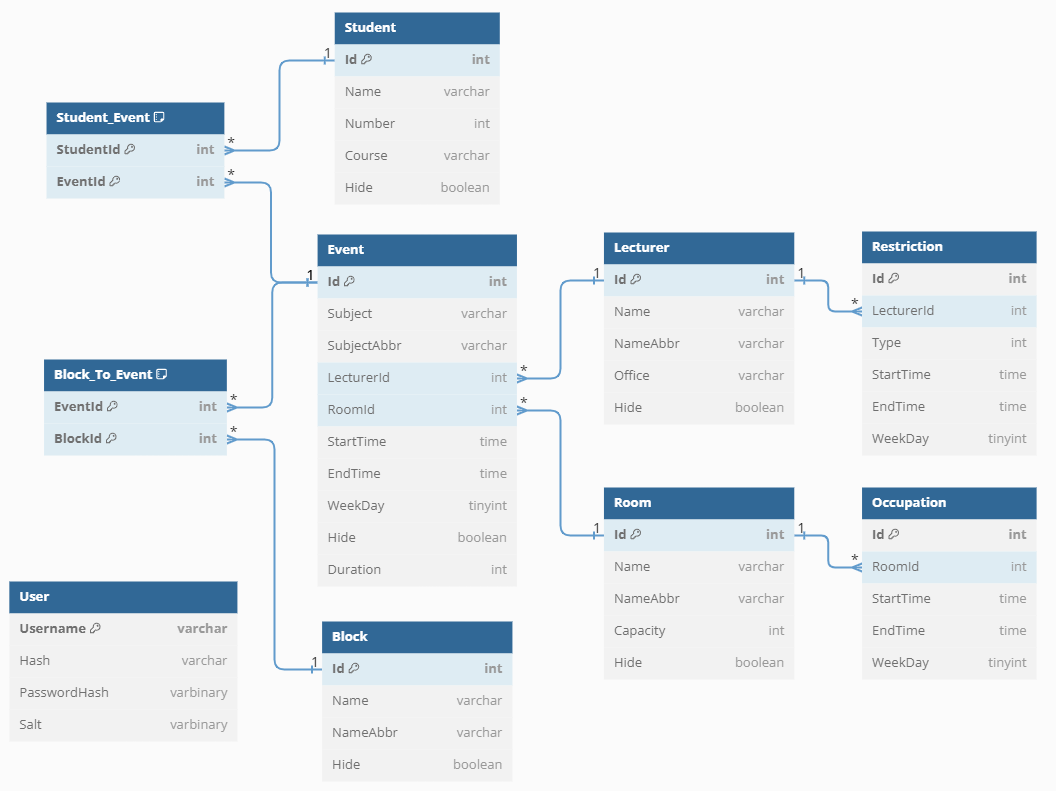 Student
Id int
Name varchar
Number int
Course varchar
Hide boolean
Student_Event
StudentId int
EventId int
Event
Id int
Subject varchar
SubjectAbbr varchar
LecturerId int
RoomId int
StartTime time
EndTime time
WeekDay tinyint
Hide boolean
Duration int
Lecturer
Id int
Name varchar
NameAbbr varchar
Office varchar
Hide boolean
Restriction
Id int
LecturerId int
Type int
StartTime time
EndTime time
WeekDay tinyint
Block_To_Event
EventId int
BlockId int
Room
Id int
Name varchar
NameAbbr varchar
Capacity int
Hide boolean
Occupation
Id int
RoomId int
StartTime time
EndTime time
WeekDay tinyint
User
Username varchar
Hash varchar
PasswordHash varbinary
Salt varbinary
Block
Id int
Name varchar
NameAbbr varchar
Hide boolean
1
*
*
1
*
*
1
*
*
1
1
*
1
1
*